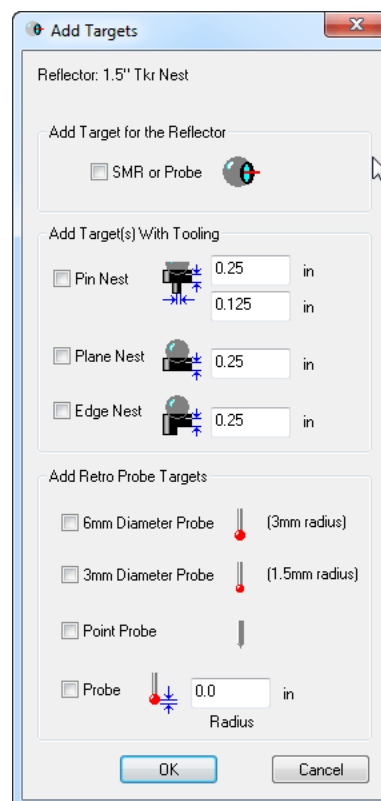 Add Targets
Reflector: 1.5" Tkr Nest
Add Target for the Reflector
SMR or Probe
Add Target(s) With Tooling
Pin Nest 0.25 in
0.125 in
Plane Nest 0.25 in
Edge Nest 0.25 in
Add Retro Probe Targets
6mm Diameter Probe (3mm radius)
3mm Diameter Probe (1.5mm radius)
Point Probe
Probe 0.0 in
Radius
OK Cancel